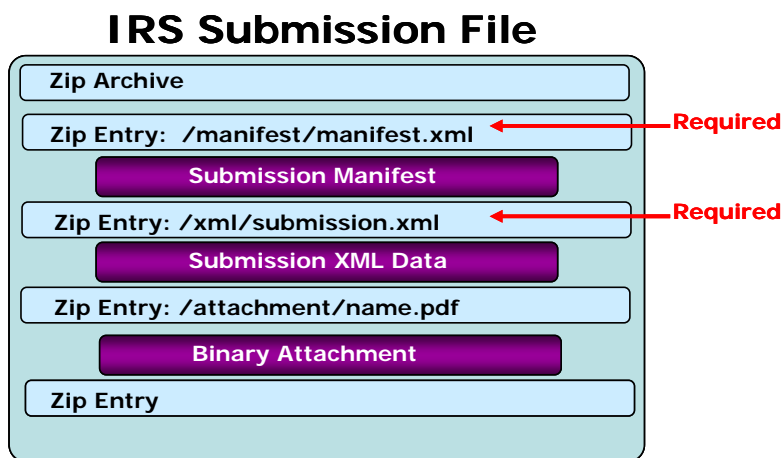 IRS Submission File
Zip Archive
Zip Entry: /manifest/manifest.xml
Required
Submission Manifest
Zip Entry: /xml/submission.xml
Required
Submission XML Data
Zip Entry: /attachment/name.pdf
Binary Attachment
Zip Entry